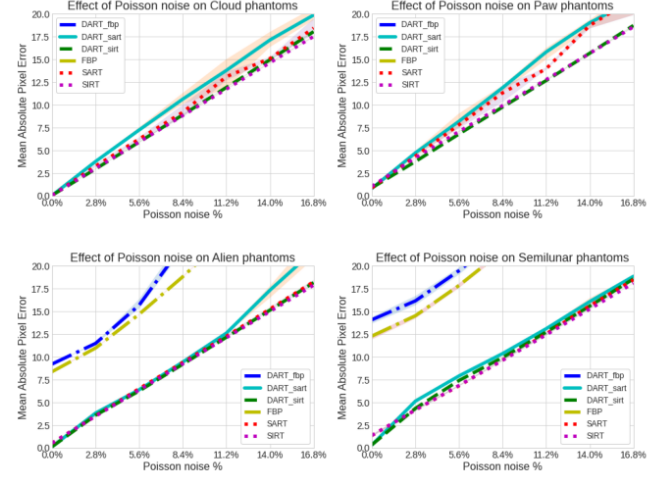 Effect of Poisson noise on Cloud phantoms
Mean Absolute Pixel Error
20.0
17.5
15.0
12.5
10.0
7.5
5.0
2.5
0.0
DART_fbp
DART_sart
DART_sirt
FBP
SART
SIRT
0.0% 2.8% 5.6% 8.4% 11.2% 14.0% 16.8%
Poisson noise %
Effect of Poisson noise on Paw phantoms
Mean Absolute Pixel Error
20.0
17.5
15.0
12.5
10.0
7.5
5.0
2.5
0.0
DART_fbp
DART_sart
DART_sirt
FBP
SART
SIRT
0.0% 2.8% 5.6% 8.4% 11.2% 14.0% 16.8%
Poisson noise %
Effect of Poisson noise on Alien phantoms
Mean Absolute Pixel Error
20.0
17.5
15.0
12.5
10.0
7.5
5.0
2.5
0.0
DART_fbp
DART_sart
DART_sirt
FBP
SART
SIRT
0.0% 2.8% 5.6% 8.4% 11.2% 14.0% 16.8%
Poisson noise %
Effect of Poisson noise on Semilunar phantoms
Mean Absolute Pixel Error
20.0
17.5
15.0
12.5
10.0
7.5
5.0
2.5
0.0
DART_fbp
DART_sart
DART_sirt
FBP
SART
SIRT
0.0% 2.8% 5.6% 8.4% 11.2% 14.0% 16.8%
Poisson noise %